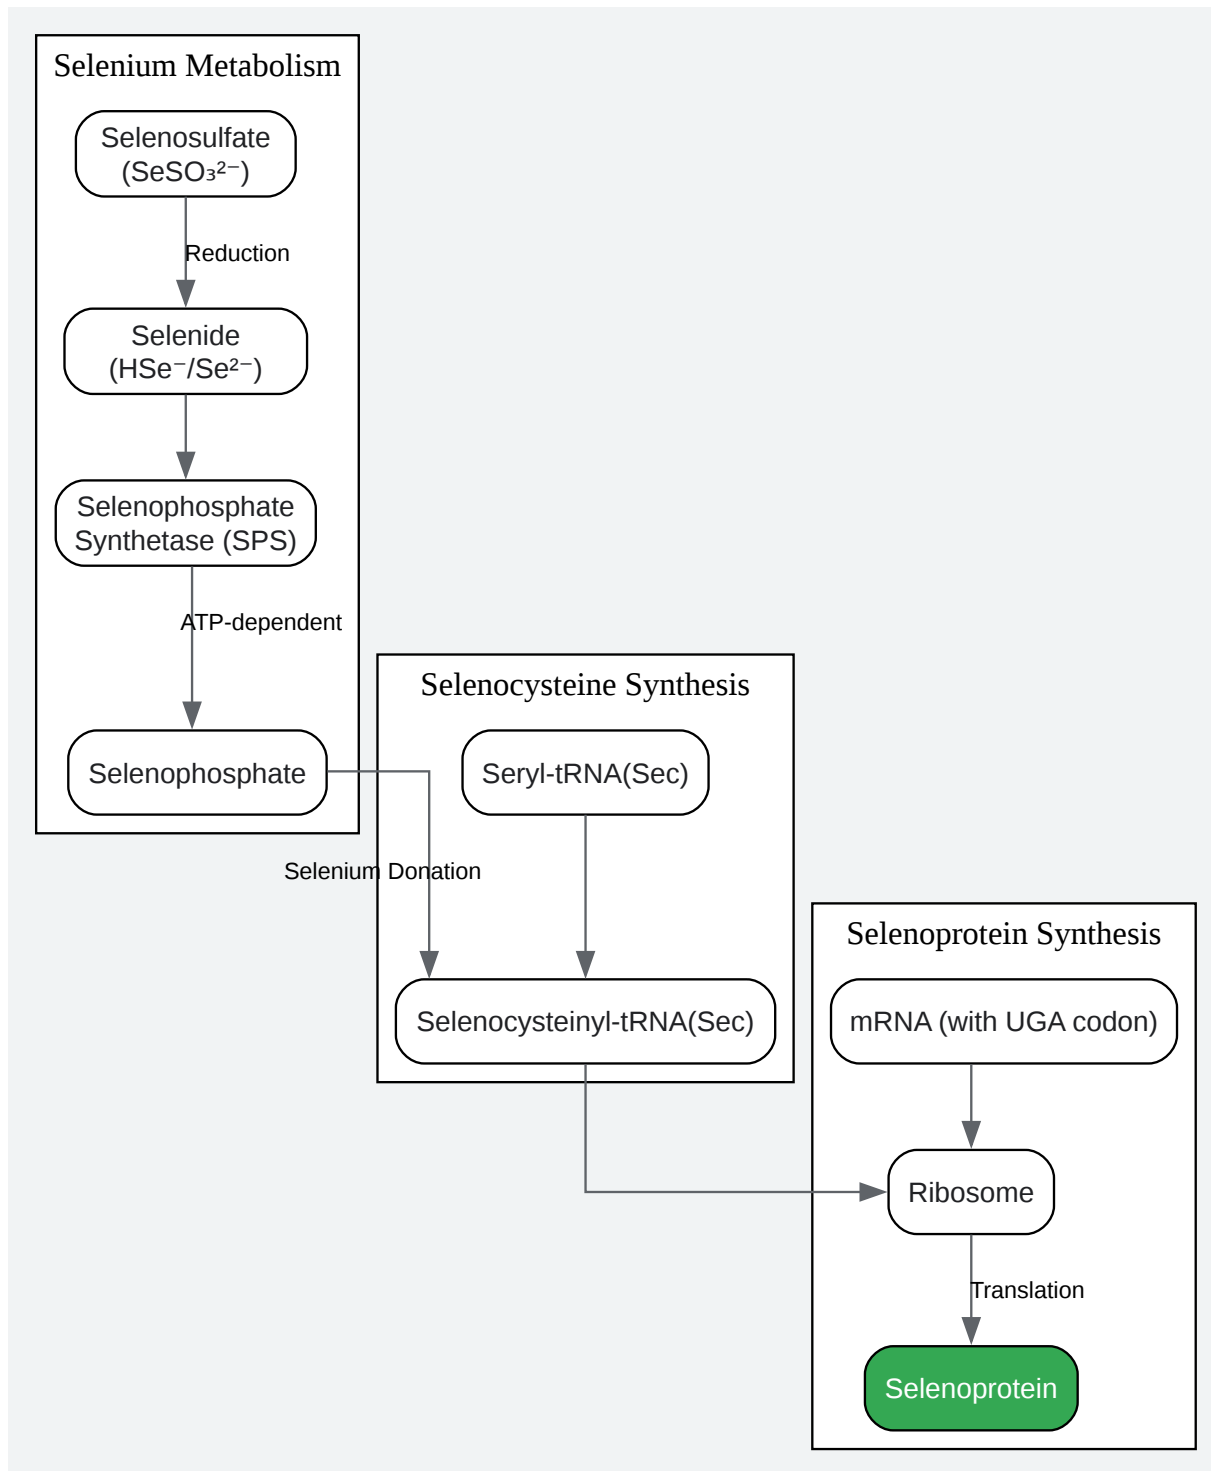 Selenium Metabolism
Selenosulfate
(SeSO₃²⁻)
Reduction
Selenide
(HSe⁻/Se²⁻)
Selenophosphate
Synthetase (SPS)
ATP-dependent
Selenophosphate
Selenocysteine Synthesis
Seryl-tRNA(Sec)
Selenium Donation
Selenocysteinyl-tRNA(Sec)
Selenoprotein Synthesis
mRNA (with UGA codon)
Ribosome
Translation
Selenoprotein